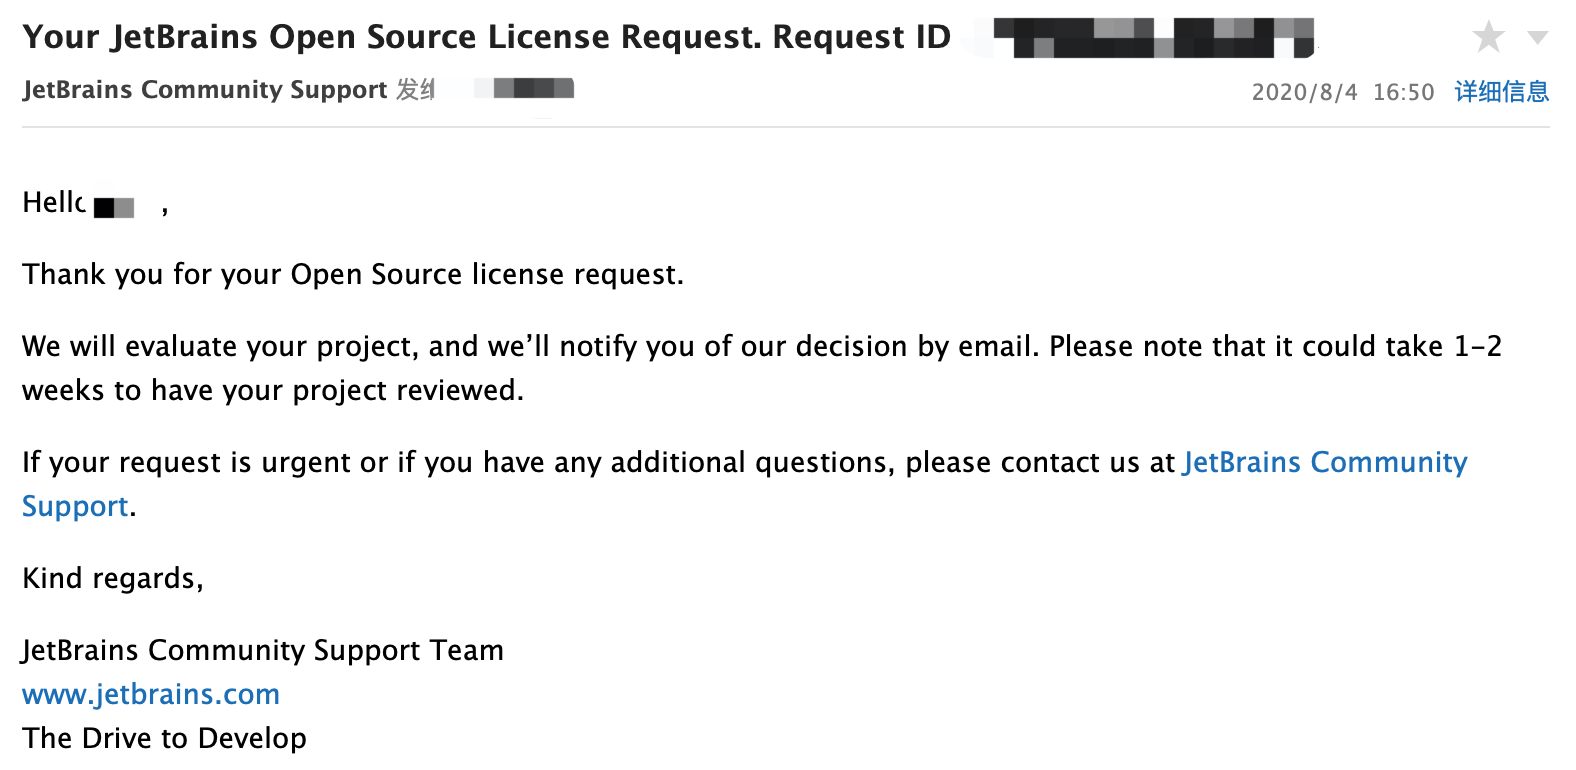 Your JetBrains Open Source License Request. Request ID
JetBrains Community Support 发给
2020/8/4 16:50 详细信息
Hello ,
Thank you for your Open Source license request.
We will evaluate your project, and we’ll notify you of our decision by email. Please note that it could take 1-2
weeks to have your project reviewed.
If your request is urgent or if you have any additional questions, please contact us at JetBrains Community
Support.
Kind regards,
JetBrains Community Support Team
www.jetbrains.com
The Drive to Develop